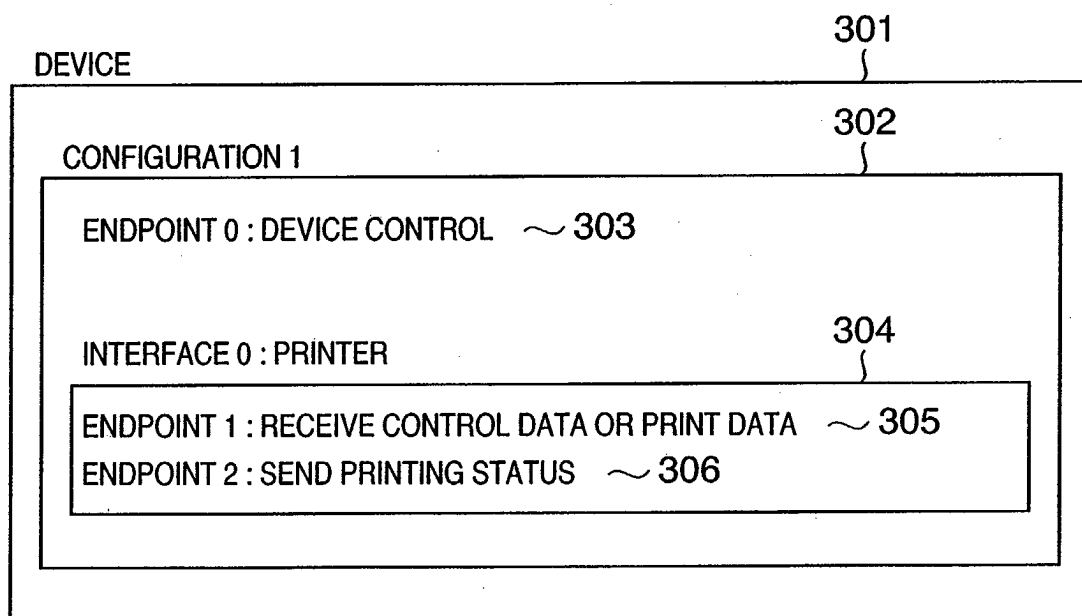 301
DEVICE
302
CONFIGURATION 1
ENDPOINT 0 : DEVICE CONTROL 303
304
INTERFACE 0 : PRINTER
ENDPOINT 1 : RECEIVE CONTROL DATA OR PRINT DATA 305
ENDPOINT 2 : SEND PRINTING STATUS 306